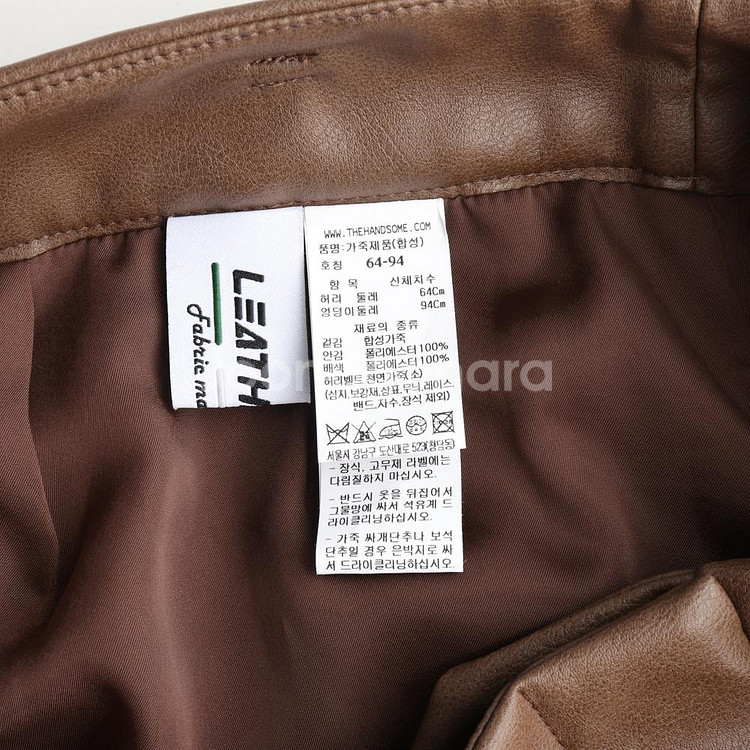 LEATH
Fabric ma
WWW.THEHANDSOME.COM
품명:가죽제품(합성)
호칭 64-94
항 목 신체치수
허리 둘레 64Cm
엉덩이둘레 94Cm
재료의 종류
겉감 합성가죽
안감 폴리에스터100%
배색 폴리에스터100%
허리벨트 천연가죽(소)
(심지,보강재,상표,무늬,레이스,
밴드,자수,장식 제외)
서울시 강남구 도산대로 523(청담동)
- 장식, 고무제 라벨에는
다림질하지 마십시오.
- 반드시 옷을 뒤집어서
그물망에 싸서 석유계 드
라이클리닝하십시오.
- 가죽 싸개단추나 보석
단추일 경우 은박지로 싸
서 드라이클리닝하십시오.